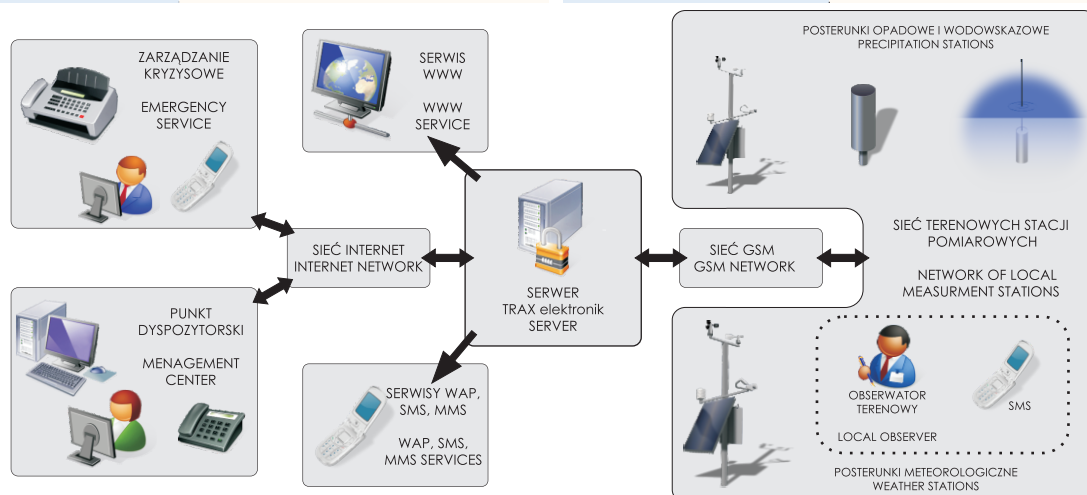 ZARZĄDZANIE
KRYZYSOWE
EMERGENCY
SERVICE
SERWIS
WWW
WWW
SERVICE
POSTERUNKI OPADOWE I WODOWSKAZOWE
PRECIPITATION STATIONS
SIEĆ INTERNET
INTERNET NETWORK
SERWER
TRAX elektronik
SERVER
SIEĆ GSM
GSM NETWORK
SIEĆ TERENOWYCH STACJI
POMIAROWYCH
NETWORK OF LOCAL
MEASURMENT STATIONS
PUNKT
DYSPOZYTORSKI
MENAGEMENT
CENTER
SERWISY WAP,
SMS, MMS
WAP, SMS,
MMS SERVICES
OBSERWATOR
TERENOWY
SMS
LOCAL OBSERVER
POSTERUNKI METEOROLOGICZNE
WEATHER STATIONS